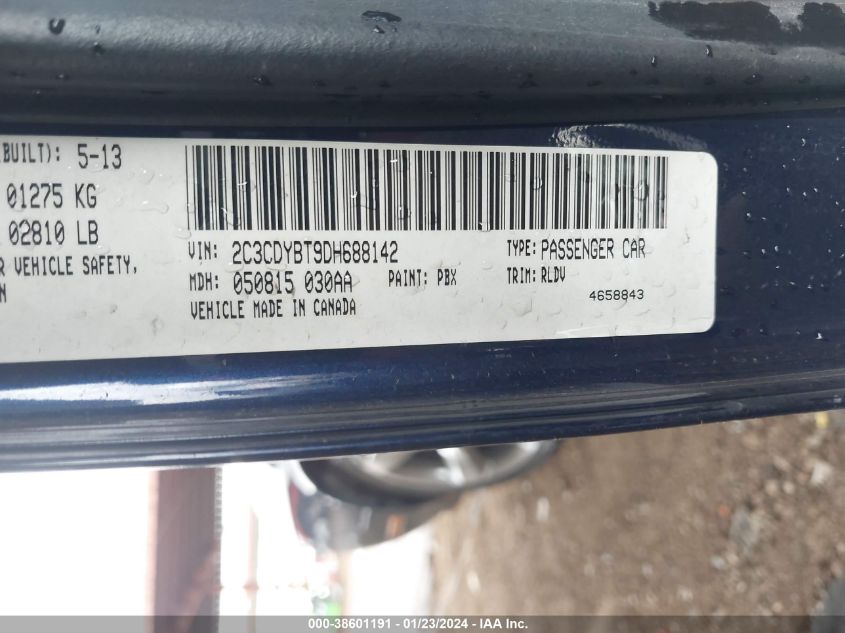 BUILT): 5-13
01275 KG
02810 LB
VEHICLE SAFETY,
VIN: 2C3CDYBT9DH688142 TYPE: PASSENGER CAR
MDH: 050815 030AA PAINT: PBX TRIM: RLDV
VEHICLE MADE IN CANADA 4658843
000-38601191 - 01/23/2024 - IAA Inc.